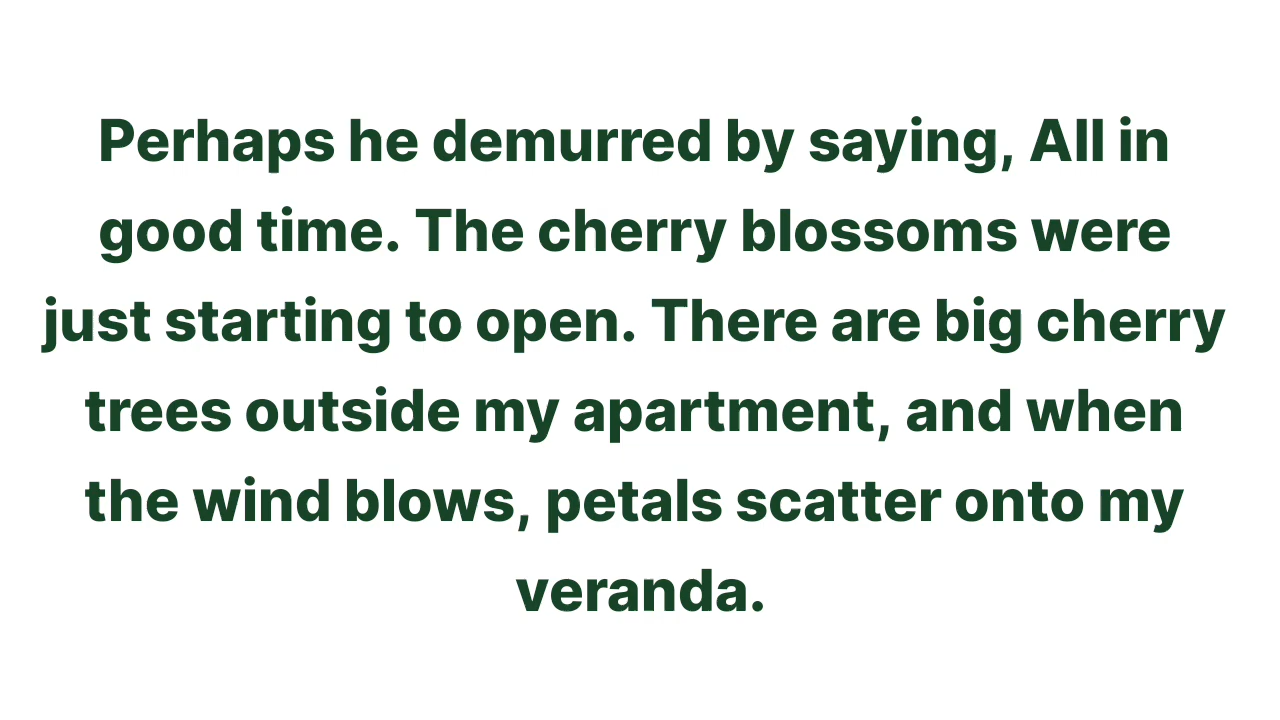 Perhaps he demurred by saying, All in
good time. The cherry blossoms were
just starting to open. There are big cherry
trees outside my apartment, and when
the wind blows, petals scatter onto my
veranda.